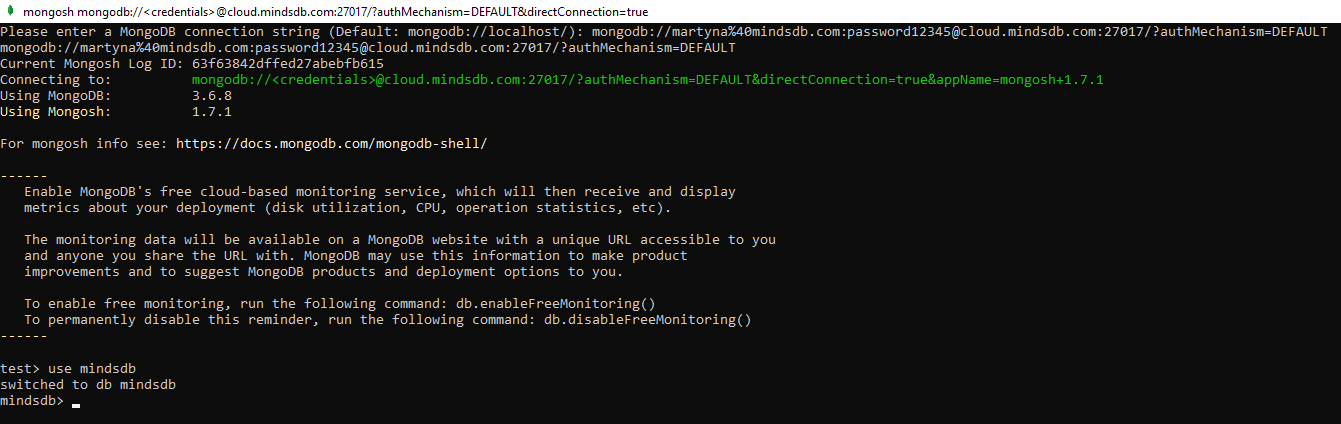 mongosh mongodb://<credentials>@cloud.mindsdb.com:27017/?authMechanism=DEFAULT&directConnection=true
Please enter a MongoDB connection string (Default: mongodb://localhost/): mongodb://martyna%40mindsdb.com:password12345@cloud.mindsdb.com:27017/?authMechanism=DEFAULT
mongodb://martyna%40mindsdb.com:password12345@cloud.mindsdb.com:27017/?authMechanism=DEFAULT
Current Mongosh Log ID: 63f63842dffed27abebfb615
Connecting to: mongodb://<credentials>@cloud.mindsdb.com:27017/?authMechanism=DEFAULT&directConnection=true&appName=mongosh+1.7.1
Using MongoDB: 3.6.8
Using Mongosh: 1.7.1
For mongosh info see: https://docs.mongodb.com/mongodb-shell/
------
Enable MongoDB's free cloud-based monitoring service, which will then receive and display
metrics about your deployment (disk utilization, CPU, operation statistics, etc).
The monitoring data will be available on a MongoDB website with a unique URL accessible to you
and anyone you share the URL with. MongoDB may use this information to make product
improvements and to suggest MongoDB products and deployment options to you.
To enable free monitoring, run the following command: db.enableFreeMonitoring()
To permanently disable this reminder, run the following command: db.disableFreeMonitoring()
------
test> use mindsdb
switched to db mindsdb
mindsdb> _